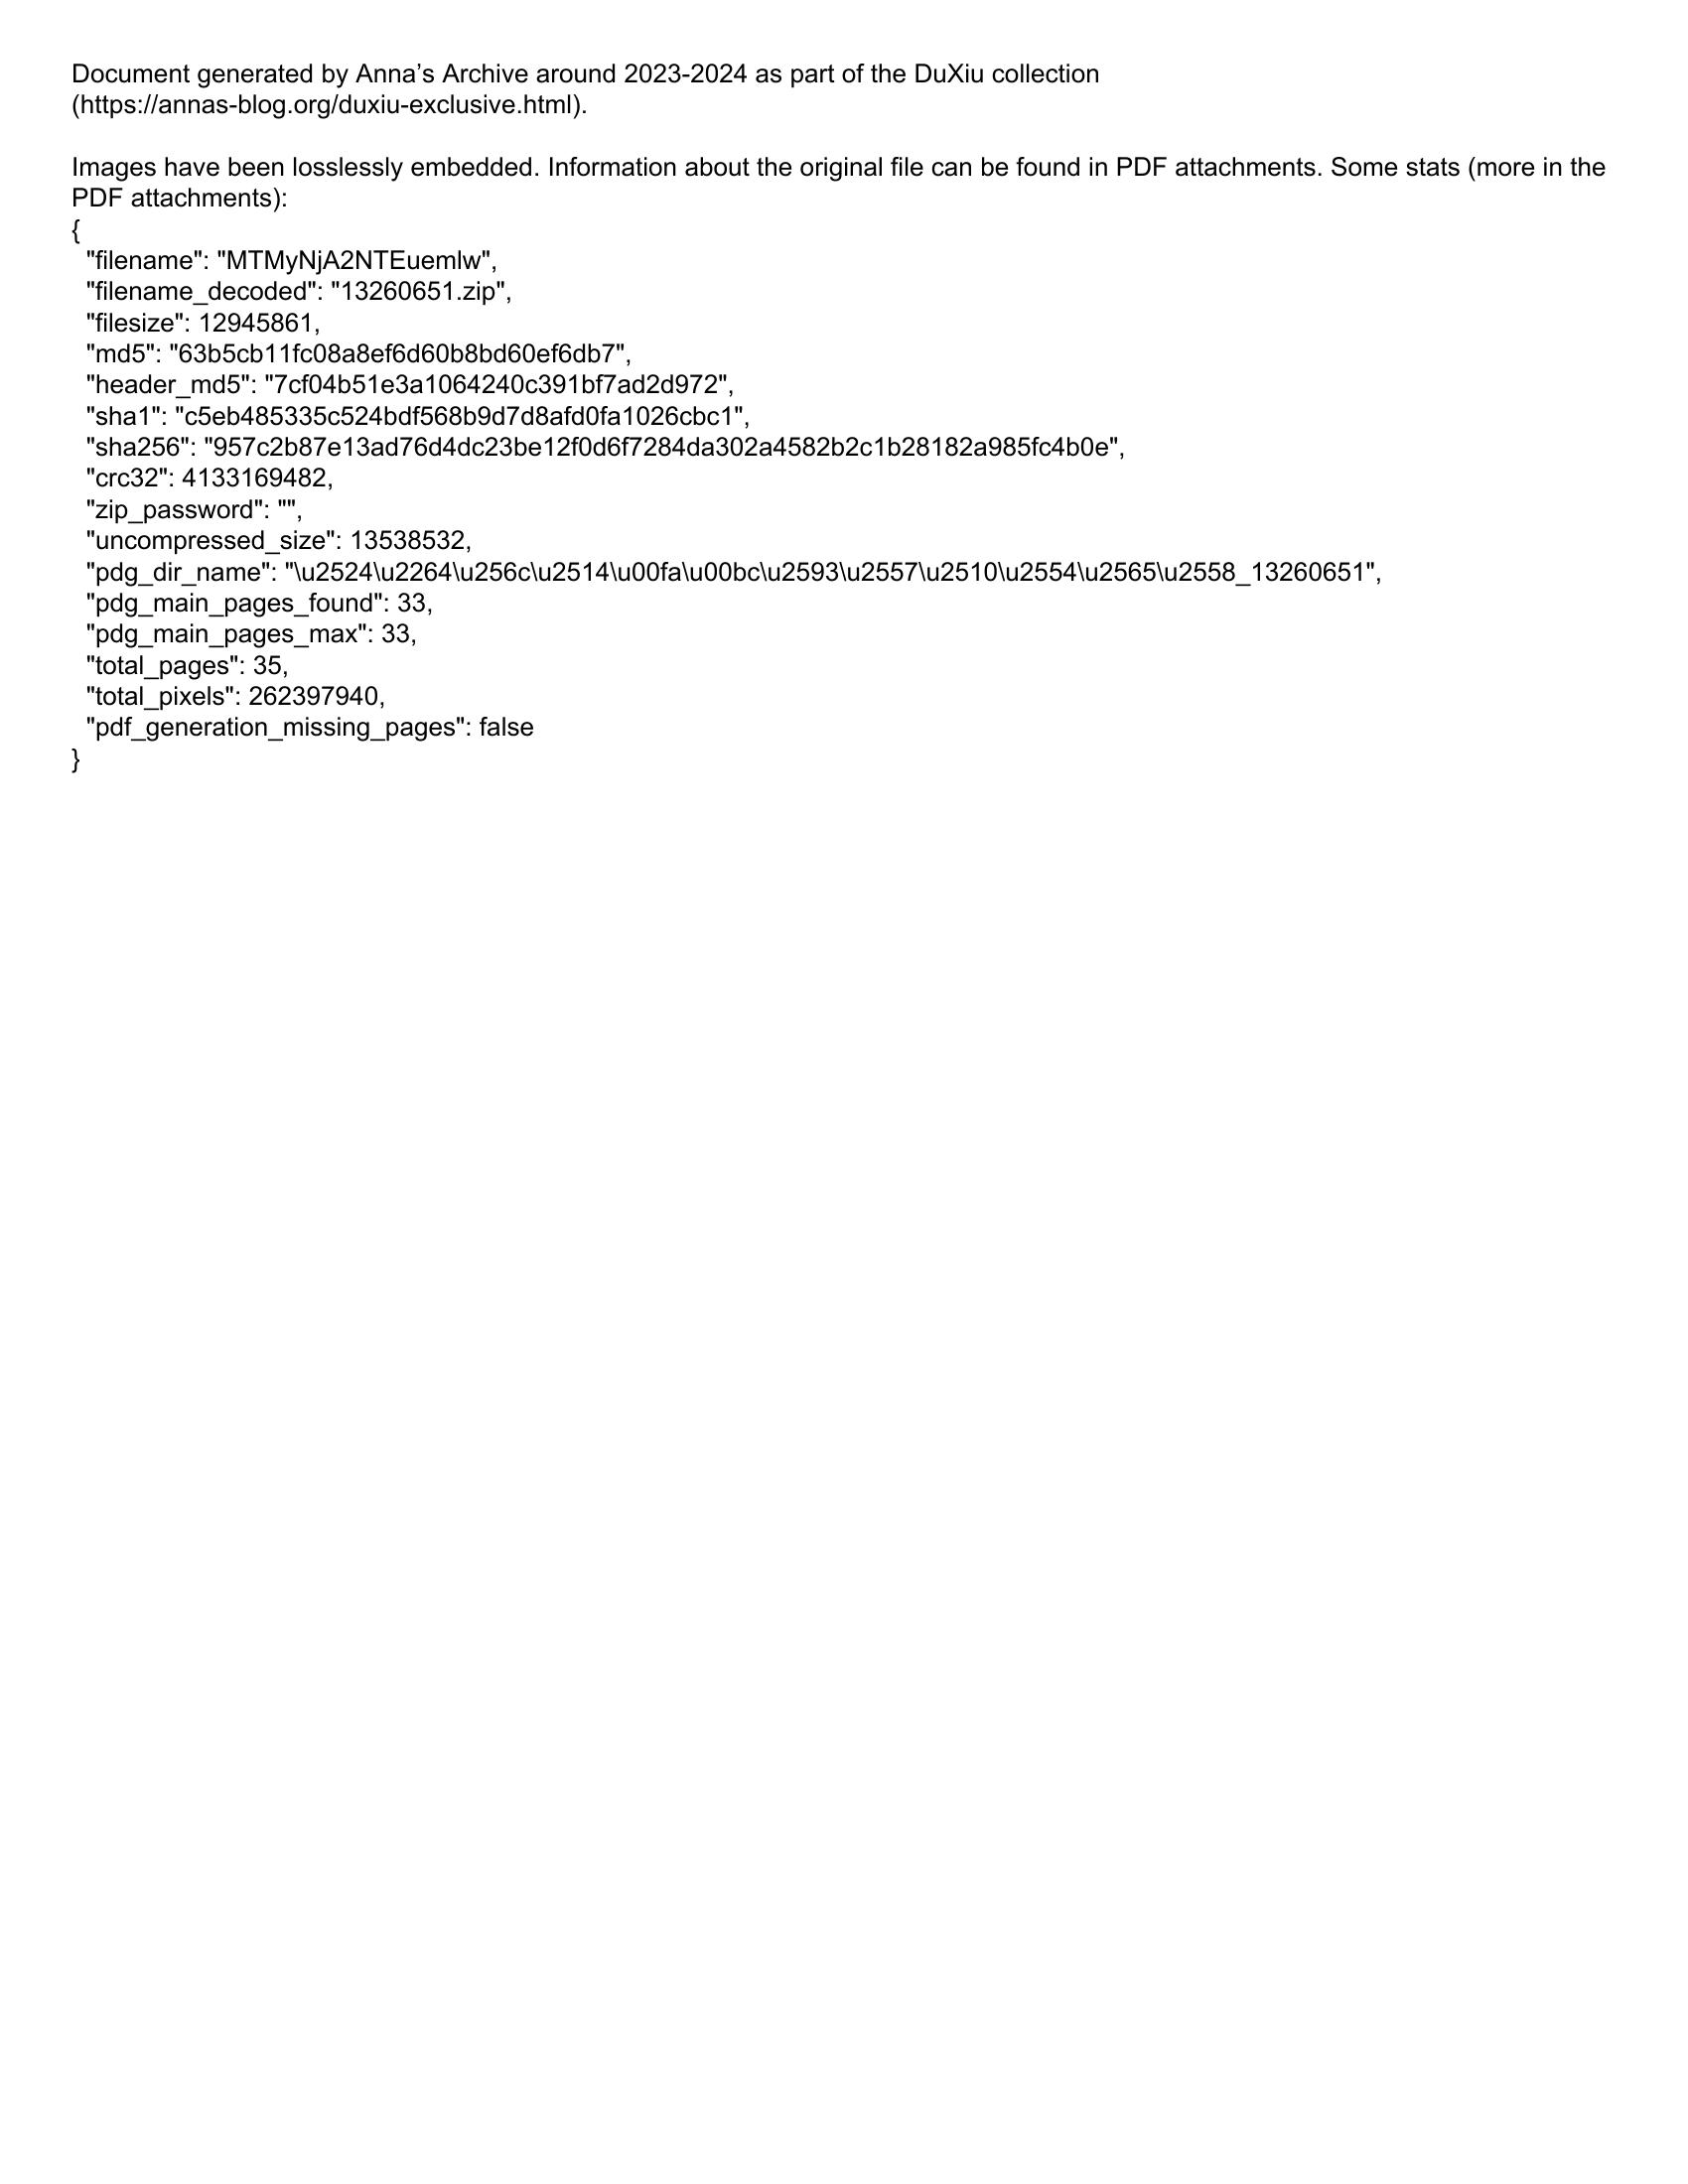 Document generated by Anna’s Archive around 2023-2024 as part of the DuXiu collection
(https://annas-blog.org/duxiu-exclusive.html).

Images have been losslessly embedded. Information about the original file can be found in PDF attachments. Some stats (more in the
PDF attachments):
{
  "filename": "MTMyNjA2NTEuemlw",
  "filename_decoded": "13260651.zip",
  "filesize": 12945861,
  "md5": "63b5cb11fc08a8ef6d60b8bd60ef6db7",
  "header_md5": "7cf04b51e3a1064240c391bf7ad2d972",
  "sha1": "c5eb485335c524bdf568b9d7d8afd0fa1026cbc1",
  "sha256": "957c2b87e13ad76d4dc23be12f0d6f7284da302a4582b2c1b28182a985fc4b0e",
  "crc32": 4133169482,
  "zip_password": "",
  "uncompressed_size": 13538532,
  "pdg_dir_name": "\u2524\u2264\u256c\u2514\u00fa\u00bc\u2593\u2557\u2510\u2554\u2565\u2558_13260651",
  "pdg_main_pages_found": 33,
  "pdg_main_pages_max": 33,
  "total_pages": 35,
  "total_pixels": 262397940,
  "pdf_generation_missing_pages": false
}